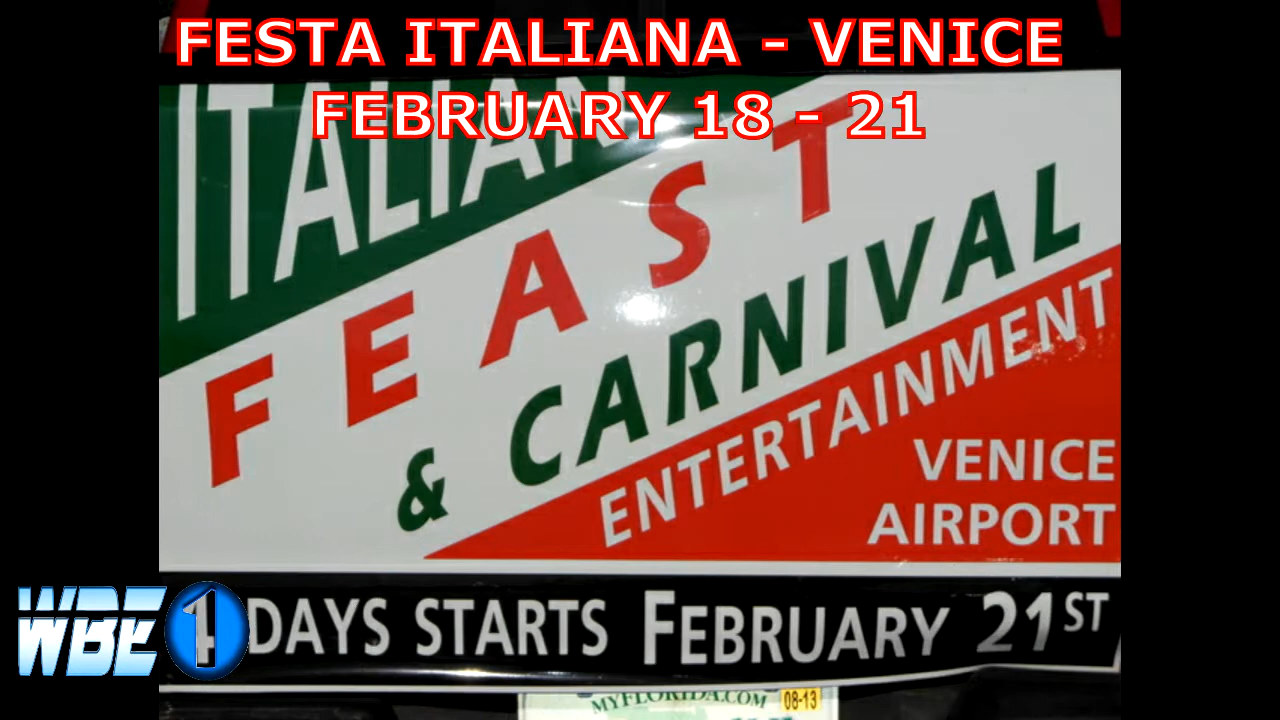 FESTA ITALIANA - VENICE
FEBRUARY 18 - 21
ITALIAN
FEAST
& CARNIVAL
ENTERTAINMENT
VENICE
AIRPORT
WBE 1
4 DAYS STARTS FEBRUARY 21ST
MYFLORIDA.COM 08-13